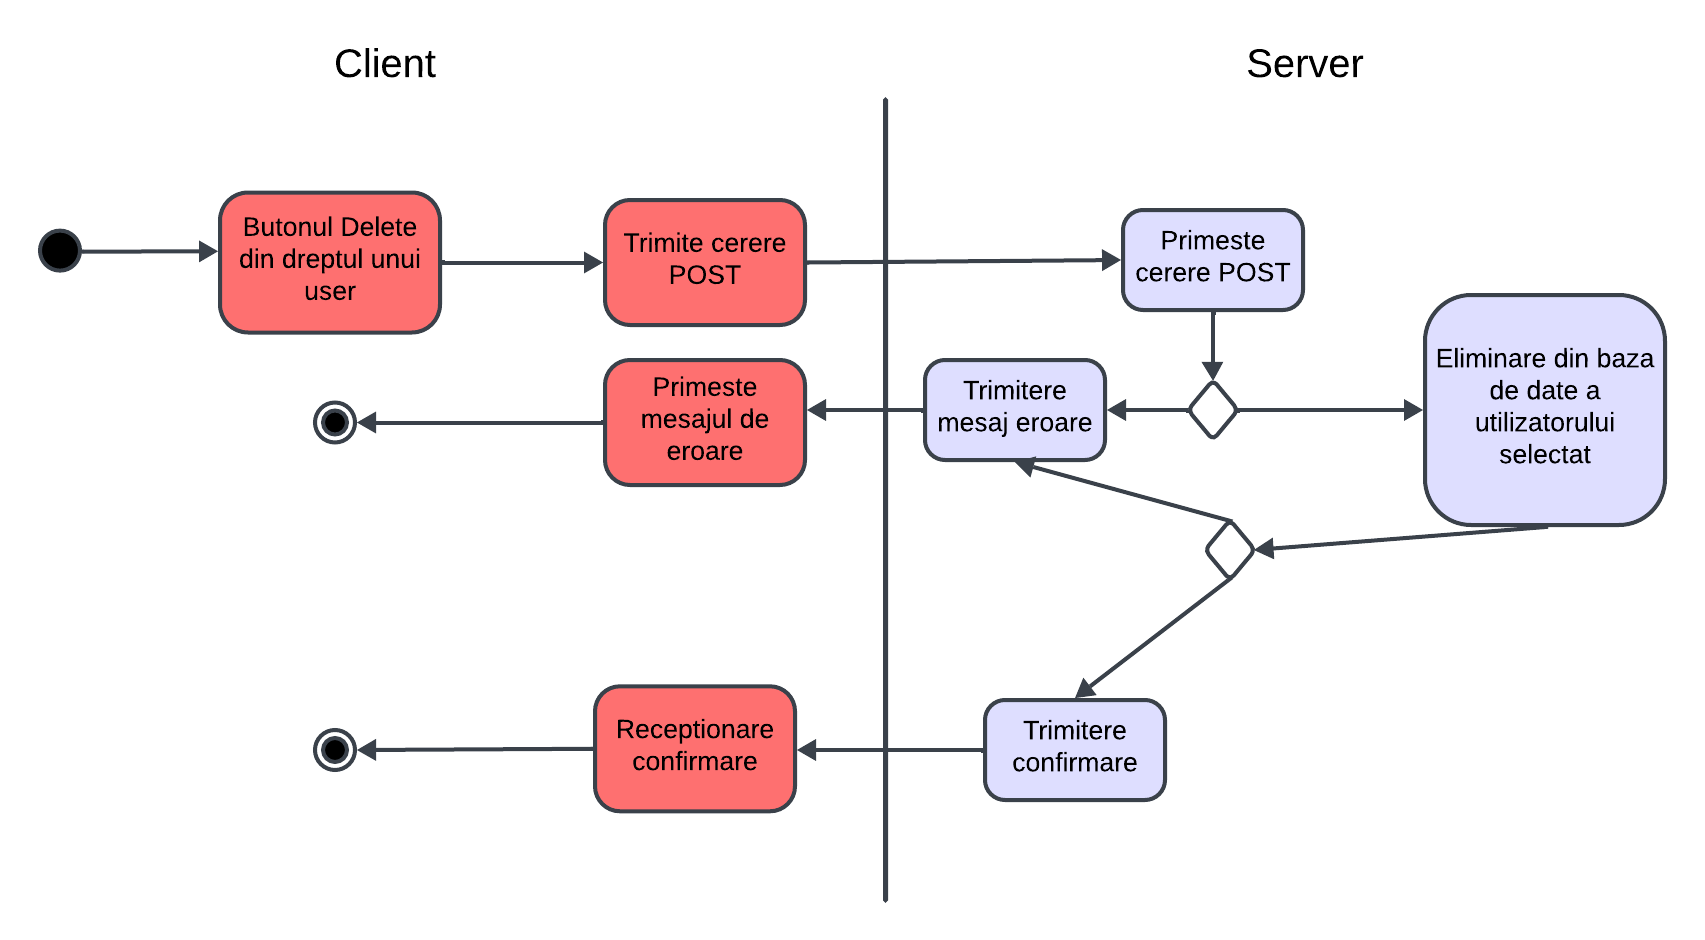 Client
Server
Butonul Delete
din dreptul unui
user
Trimite cerere
POST
Primeste
cerere POST
Eliminare din baza
de date a
utilizatorului
selectat
Trimitere
mesaj eroare
Primeste
mesajul de
eroare
Trimitere
confirmare
Receptionare
confirmare